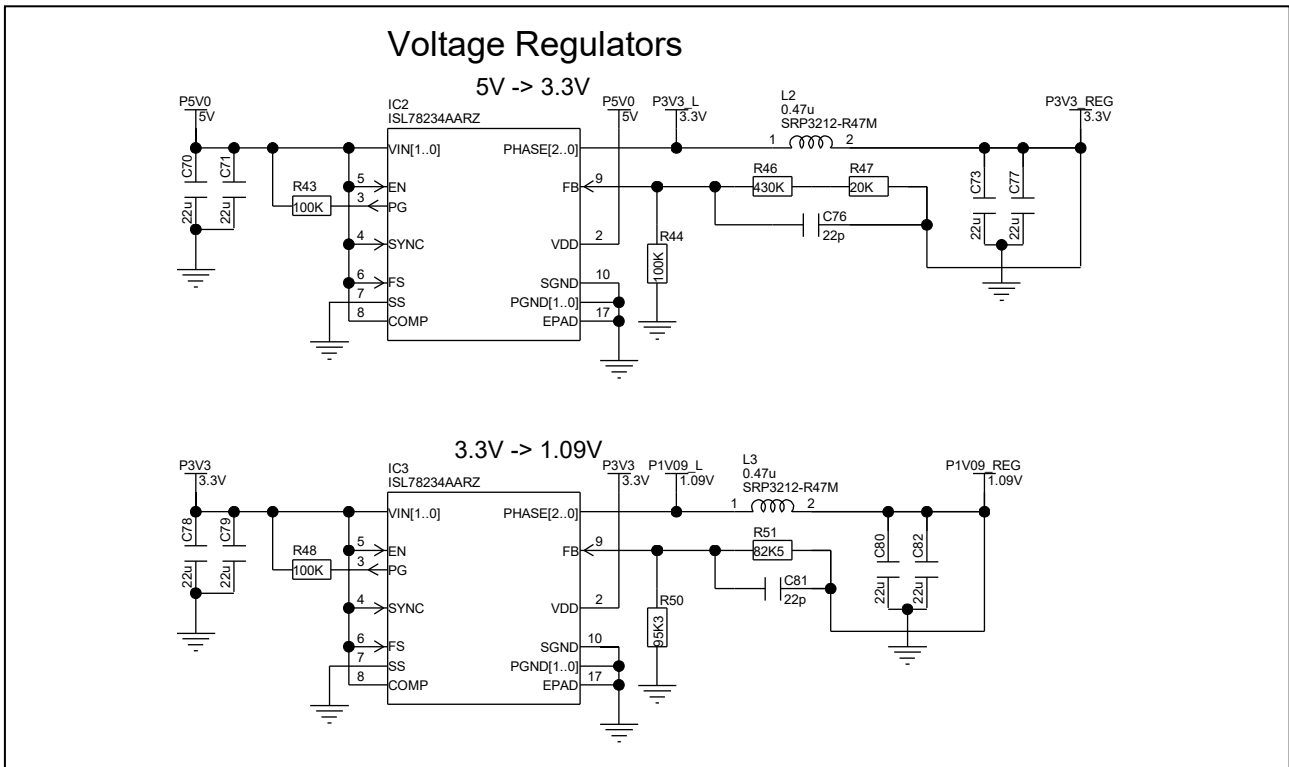 Voltage Regulators
5V -> 3.3V
P5V0
5V
C70
22u
C71
22u
R43
100K
IC2
ISL78234AARZ
VIN[1..0]
5
EN
3
PG
4
SYNC
6
FS
7
SS
8
COMP
PHASE[2..0]
FB
9
VDD
2
SGND
10
PGND[1..0]
EPAD
17
P5V0
5V
P3V3_L
3.3V
L2
0.47u
SRP3212-R47M
1
2
R46
430K
R47
20K
C76
22p
R44
100K
C73
22u
C77
22u
P3V3_REG
3.3V
3.3V -> 1.09V
P3V3
3.3V
C78
22u
C79
22u
R48
100K
IC3
ISL78234AARZ
VIN[1..0]
5
EN
3
PG
4
SYNC
6
FS
7
SS
8
COMP
PHASE[2..0]
FB
9
VDD
2
SGND
10
PGND[1..0]
EPAD
17
P3V3
3.3V
P1V09_L
1.09V
L3
0.47u
SRP3212-R47M
1
2
R51
82K5
C81
22p
R50
95K3
C80
22u
C82
22u
P1V09_REG
1.09V